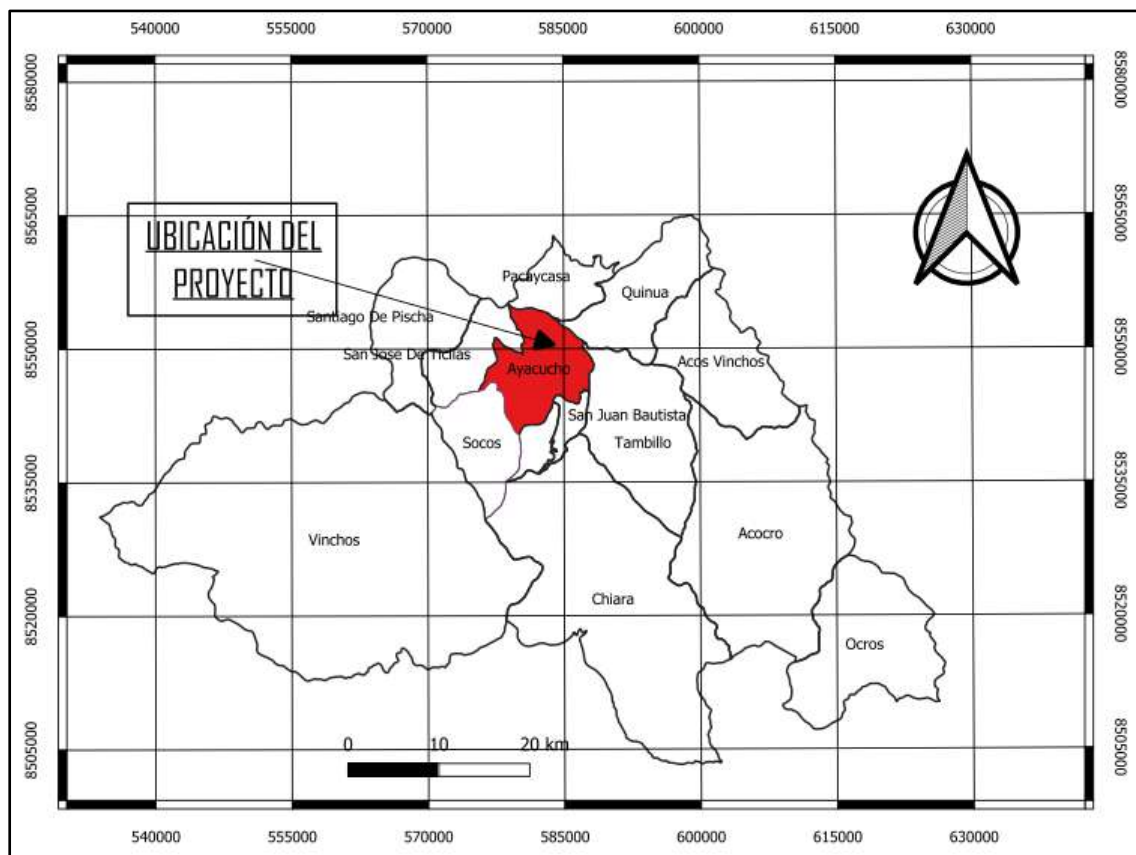 540000 555000 570000 585000 600000 615000 630000
8580000
8580000
8565000
8565000
UBICACIÓN DEL
PROYECTO
Pacaycasa
Quinua
Santiago De Pischa
8550000
8550000
San Jose De Ticllas
Acos Vinchos
Ayacucho
San Juan Bautista
Socos
Tambillo
8535000
8535000
Vinchos
Acocro
Chiara
8520000
8520000
Ocros
0 10 20 km
8505000
8505000
540000 555000 570000 585000 600000 615000 630000